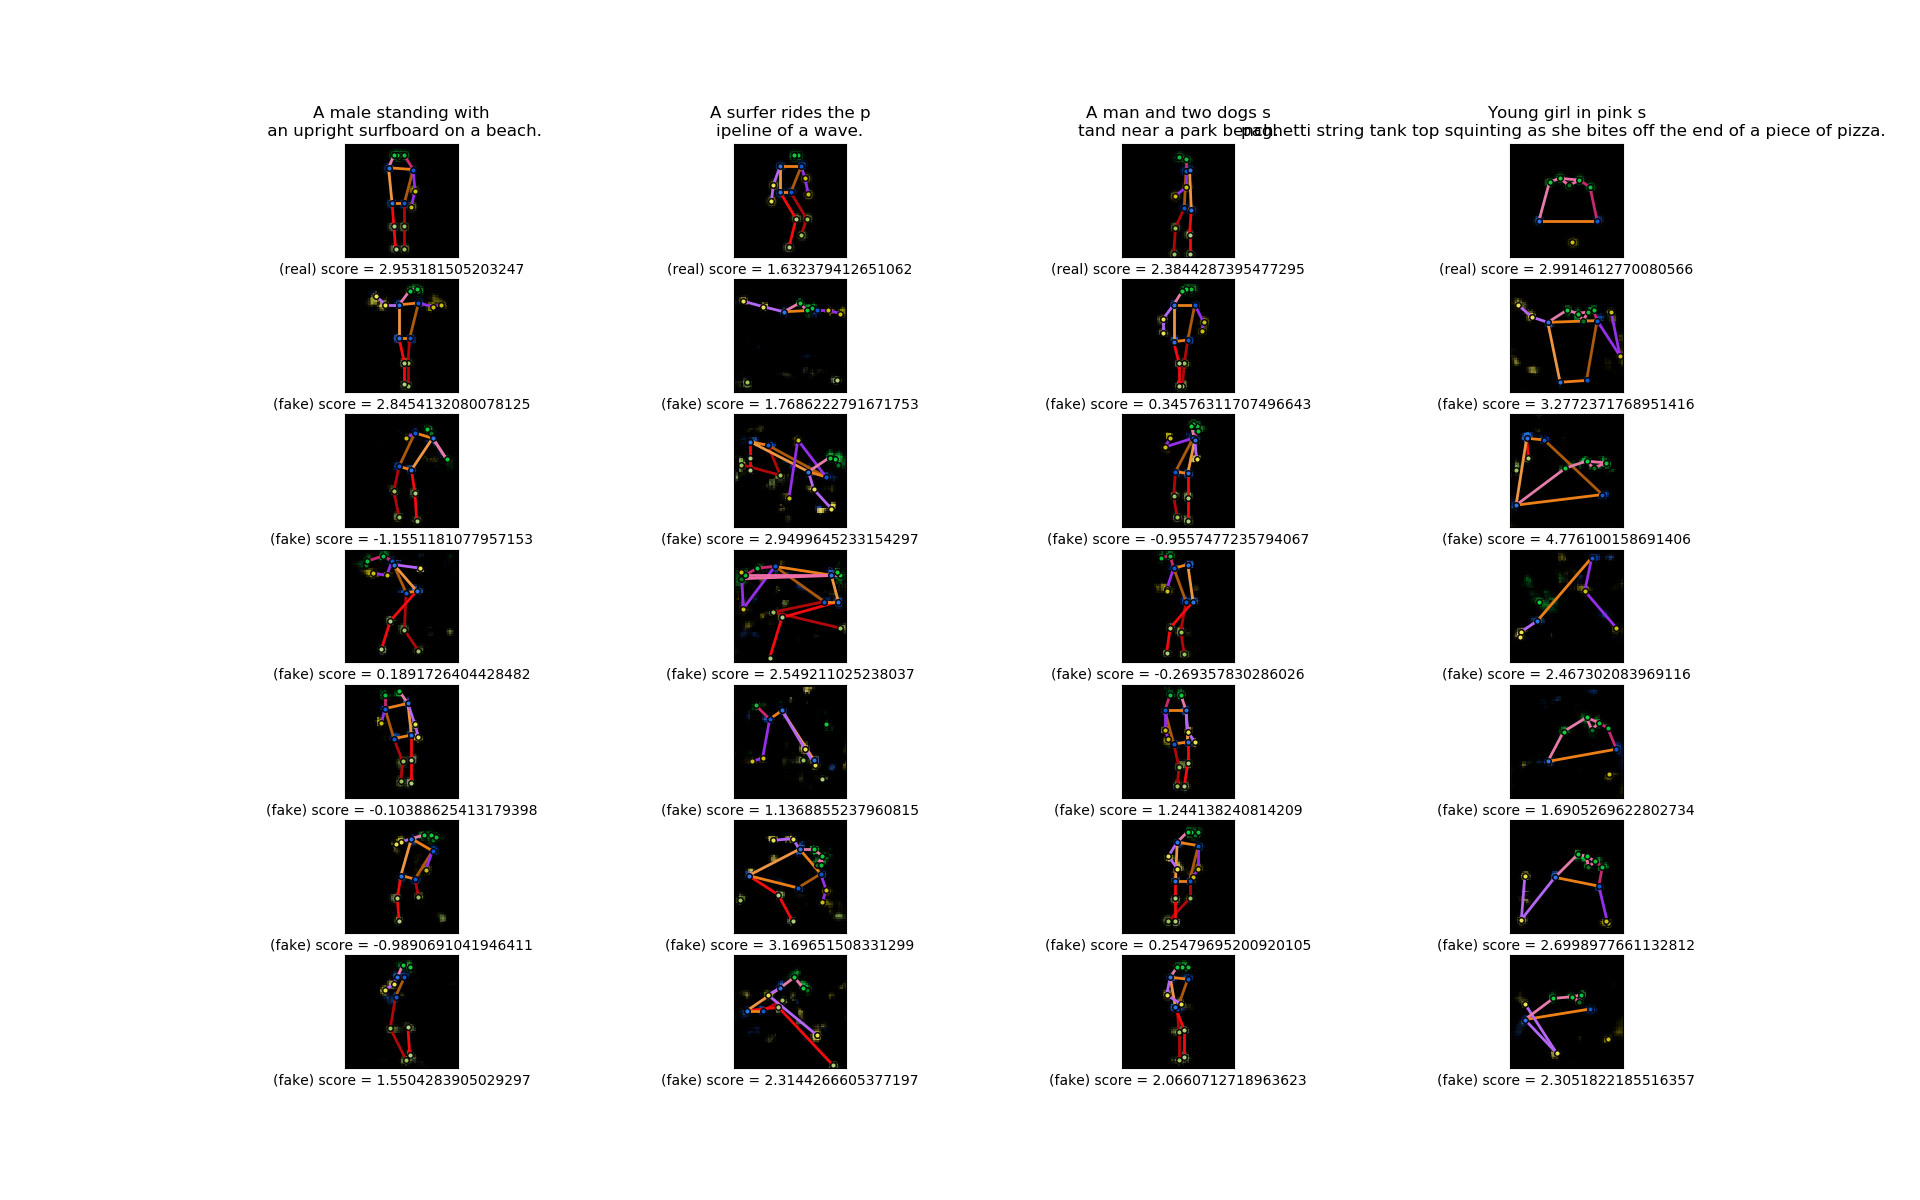 A male standing with
an upright surfboard on a beach.
A surfer rides the p
ipeline of a wave.
A man and two dogs s
tand near a park bench.
Young girl in pink s
paghetti string tank top squinting as she bites off the end of a piece of pizza.
(real) score = 2.953181505203247
(real) score = 1.632379412651062
(real) score = 2.3844287395477295
(real) score = 2.9914612770080566
(fake) score = 2.8454132080078125
(fake) score = 1.7686222791671753
(fake) score = 0.34576311707496643
(fake) score = 3.2772371768951416
(fake) score = -1.1551181077957153
(fake) score = 2.9499645233154297
(fake) score = -0.9557477235794067
(fake) score = 4.776100158691406
(fake) score = 0.1891726404428482
(fake) score = 2.549211025238037
(fake) score = -0.269357830286026
(fake) score = 2.467302083969116
(fake) score = -0.10388625413179398
(fake) score = 1.1368855237960815
(fake) score = 1.244138240814209
(fake) score = 1.6905269622802734
(fake) score = -0.9890691041946411
(fake) score = 3.169651508331299
(fake) score = 0.25479695200920105
(fake) score = 2.6998977661132812
(fake) score = 1.5504283905029297
(fake) score = 2.3144266605377197
(fake) score = 2.0660712718963623
(fake) score = 2.3051822185516357